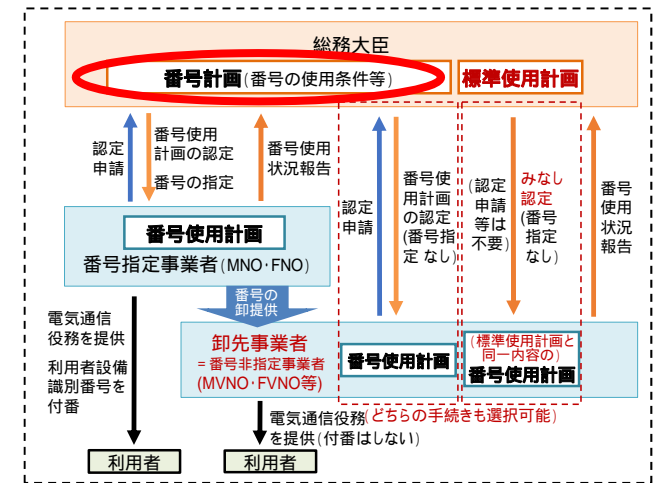 総務大臣
番号計画(番号の使用条件等)
標準使用計画
認定
申請
番号使用
計画の認定
番号の指定
番号使用
状況報告
認定
申請
番号使
用計画
の認定
(番号指
定 なし)
(認定
申請
等は
不要)
みなし
認定
(番号
指定
なし)
番号
使用
状況
報告
番号使用計画
番号指定事業者(MNO･FNO)
番号の
卸提供
電気通信
役務を提供
利用者設備
識別番号を
付番
卸先事業者
= 番号非指定事業者
(MVNO･FVNO等)
番号使用計画
(標準使用計画と
同一内容の)
番号使用計画
電気通信役務
を提供(付番はしない)
(どちらの手続きも選択可能)
利用者
利用者